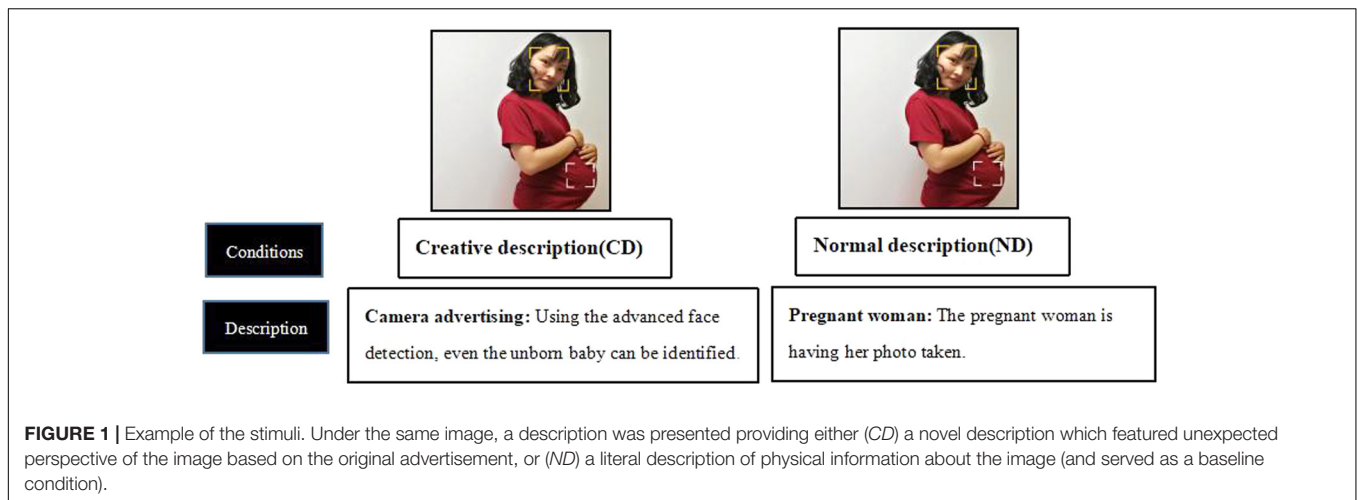 Conditions
Creative description(CD)
Normal description(ND)
Description
Camera advertising: Using the advanced face
detection, even the unborn baby can be identified.
Pregnant woman: The pregnant woman is
having her photo taken.
FIGURE 1 | Example of the stimuli. Under the same image, a description was presented providing either (CD) a novel description which featured unexpected
perspective of the image based on the original advertisement, or (ND) a literal description of physical information about the image (and served as a baseline
condition).